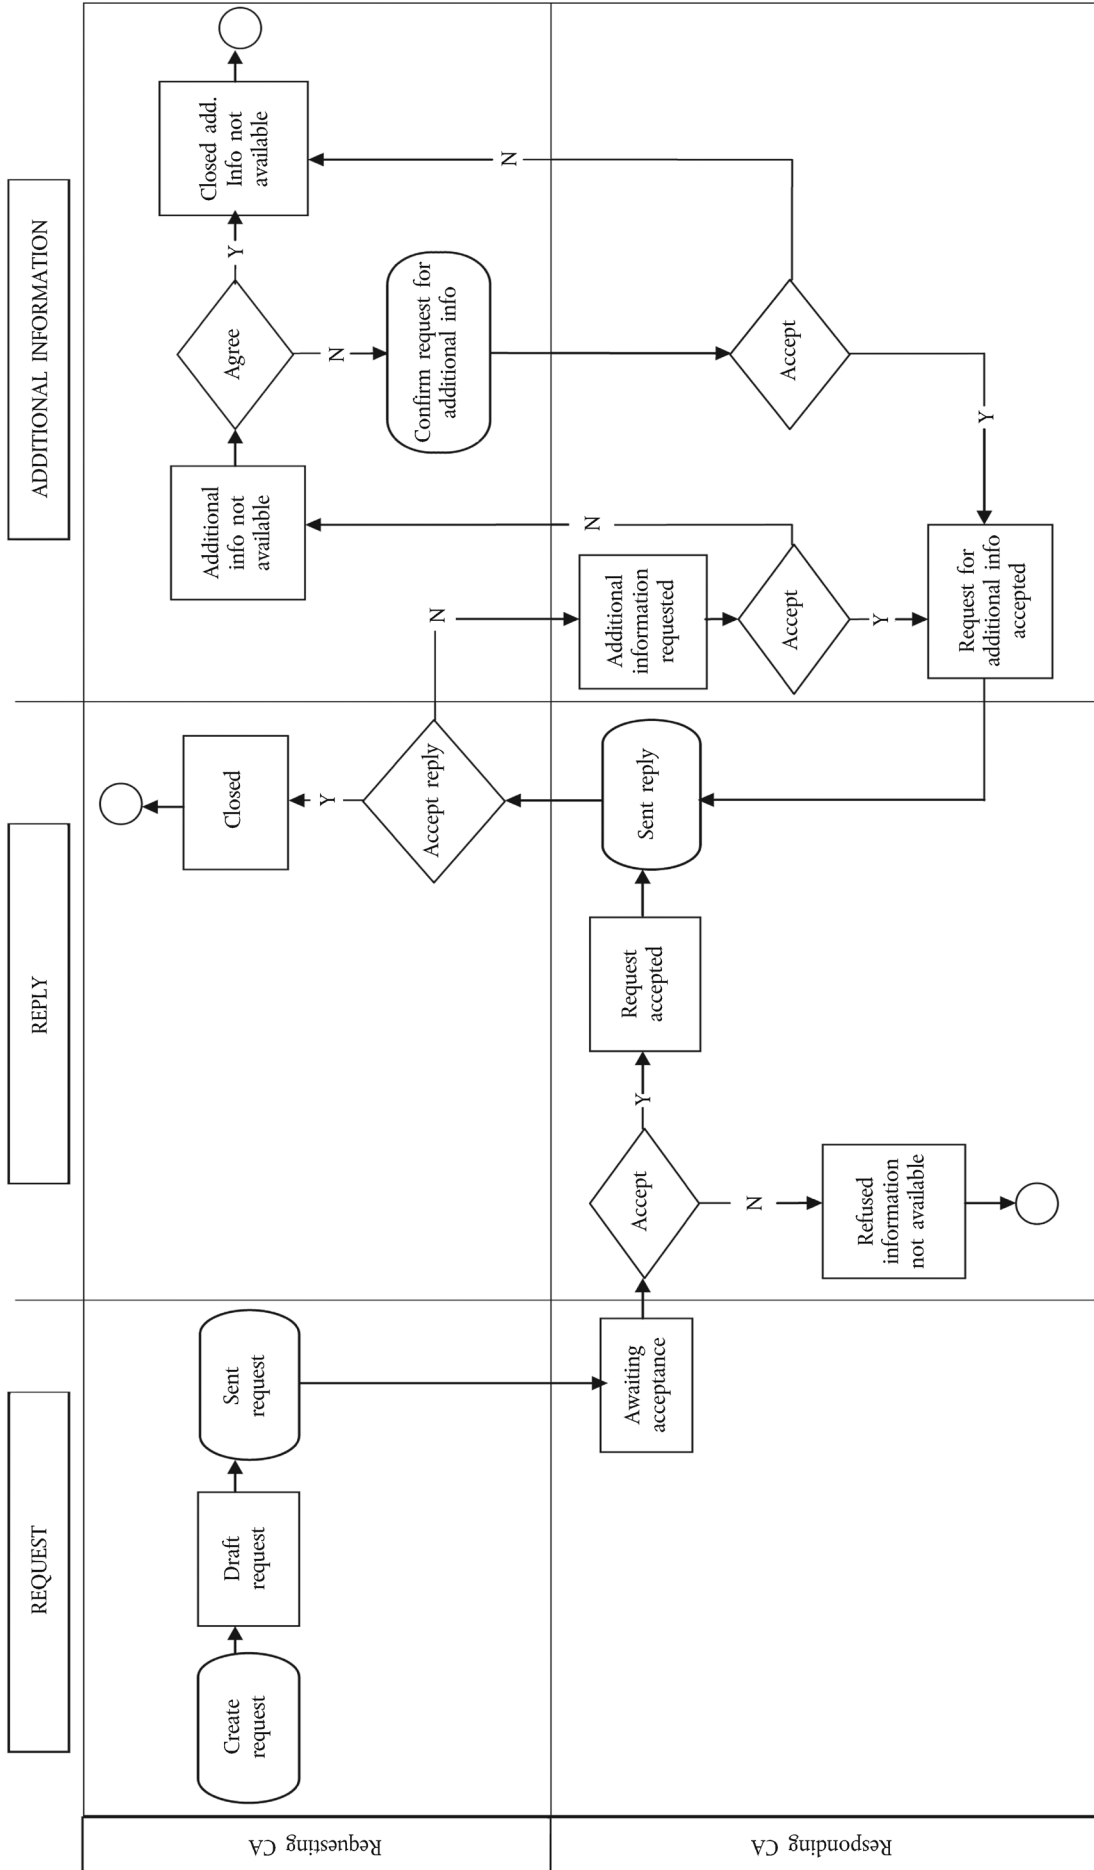 REQUEST
REPLY
ADDITIONAL INFORMATION
Requesting CA
Create
request
Draft
request
Sent
request
Closed
Y
Accept reply
N
Additional
info not
available
Agree
Y
Closed add.
Info not
available
N
Confirm request for
additional info
N
N
Responding CA
Awaiting
acceptance
Accept
Y
Request
accepted
Sent reply
N
Refused
information
not available
Additional
information
requested
Accept
Y
Request for
additional info
accepted
Accept
Y